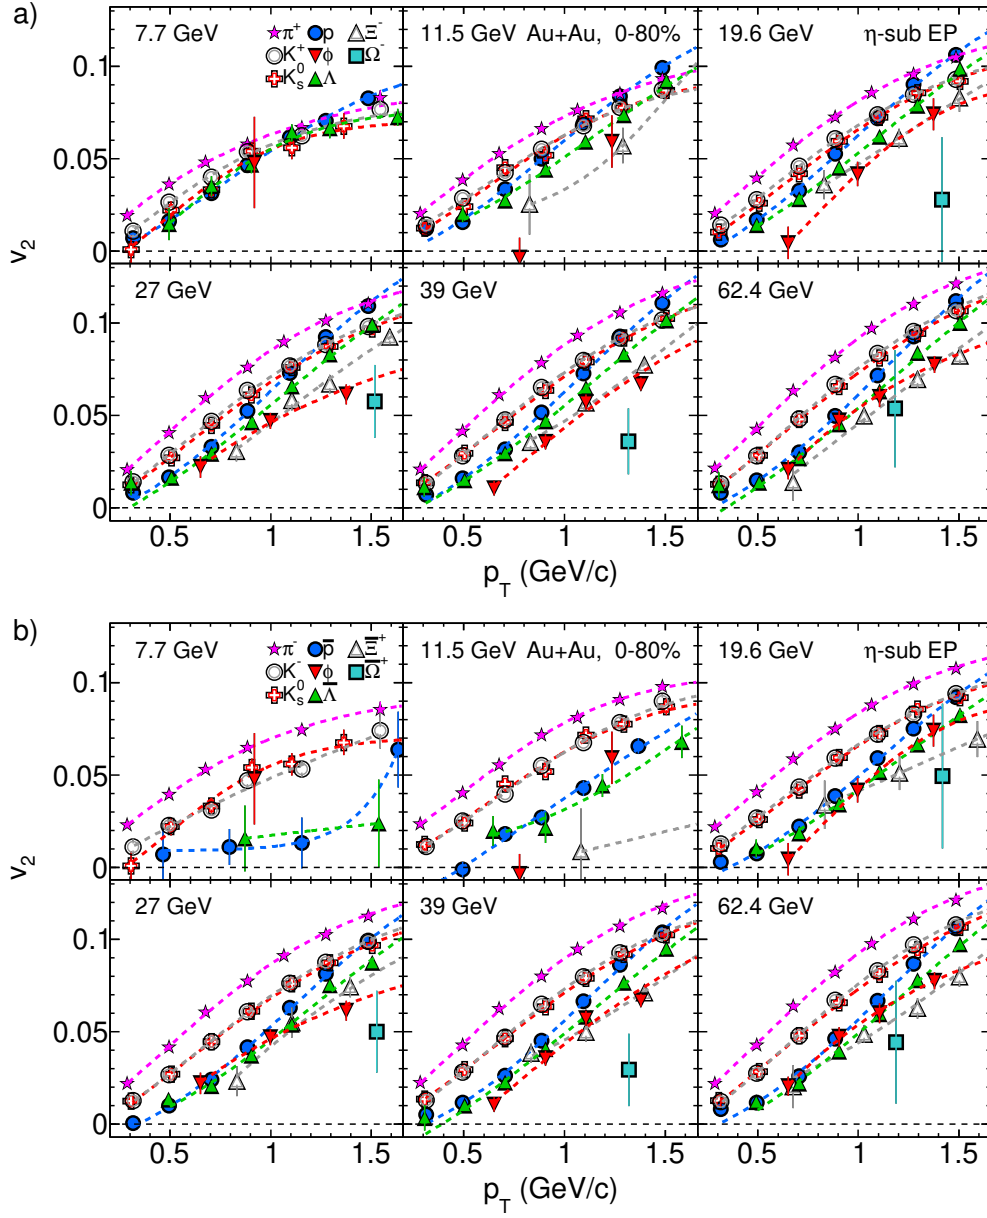 a)
7.7 GeV
π⁺ p Ξ⁻
K⁺ ϕ Ω⁻
K⁰ₛ Λ
11.5 GeV Au+Au, 0-80%
19.6 GeV η-sub EP
0.1
0.05
0
v₂
27 GeV
39 GeV
62.4 GeV
0.1
0.05
0
0.5 1 1.5 0.5 1 1.5 0.5 1 1.5
p_T (GeV/c)
b)
7.7 GeV
π⁻ p̅ Ξ̅⁺
K⁻ ϕ Ω̅⁺
K⁰ₛ Λ̅
11.5 GeV Au+Au, 0-80%
19.6 GeV η-sub EP
0.1
0.05
0
v₂
27 GeV
39 GeV
62.4 GeV
0.1
0.05
0
0.5 1 1.5 0.5 1 1.5 0.5 1 1.5
p_T (GeV/c)